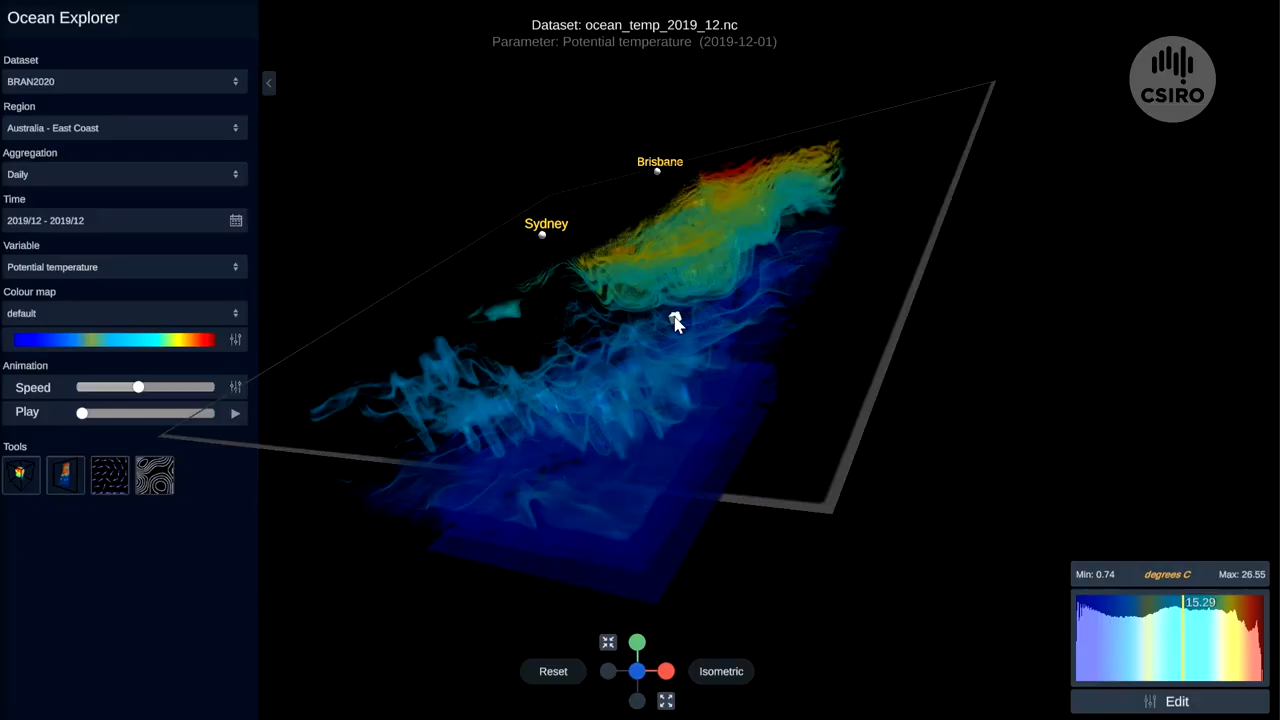 Ocean Explorer
Dataset
BRAN2020
Region
Australia - East Coast
Aggregation
Daily
Time
2019/12 - 2019/12
Variable
Potential temperature
Colour map
default
Animation
Speed
Play
Tools
Dataset: ocean_temp_2019_12.nc
Parameter: Potential temperature (2019-12-01)
CSIRO
Brisbane
Sydney
Reset
Isometric
Min: 0.74 degrees C Max: 26.55
15.29
Edit